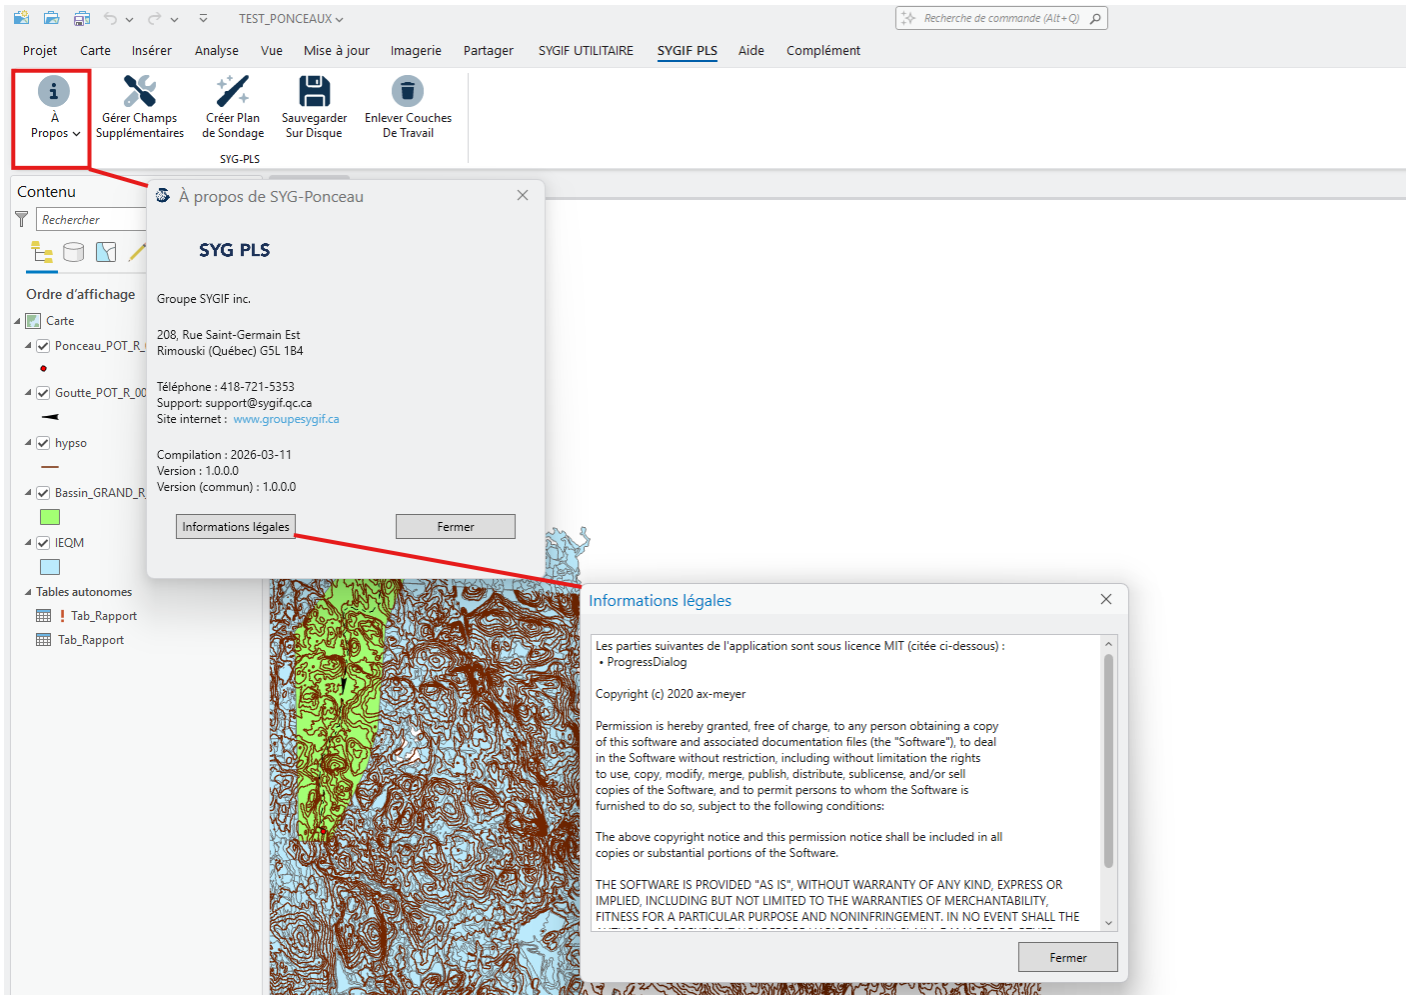 TEST_PONCEAUX
Recherche de commande (Alt+Q)
Projet Carte Insérer Analyse Vue Mise à jour Imagerie Partager SYGIF UTILITAIRE SYGIF PLS Aide Complément
À Propos
Gérer Champs Supplémentaires
Créer Plan de Sondage
Sauvegarder Sur Disque
Enlever Couches De Travail
SYG-PLS
Contenu
Rechercher
Ordre d'affichage
Carte
Ponceau_POT_R_
Goutte_POT_R_00
hypso
Bassin_GRAND_R
IEQM
Tables autonomes
Tab_Rapport
Tab_Rapport
À propos de SYG-Ponceau
SYG PLS
Groupe SYGIF inc.
208, Rue Saint-Germain Est
Rimouski (Québec) G5L 1B4
Téléphone : 418-721-5353
Support: support@sygif.qc.ca
Site internet : www.groupesygif.ca
Compilation : 2026-03-11
Version : 1.0.0.0
Version (commun) : 1.0.0.0
Informations légales
Fermer
Informations légales
Les parties suivantes de l'application sont sous licence MIT (citée ci-dessous) :
• ProgressDialog
Copyright (c) 2020 ax-meyer
Permission is hereby granted, free of charge, to any person obtaining a copy
of this software and associated documentation files (the "Software"), to deal
in the Software without restriction, including without limitation the rights
to use, copy, modify, merge, publish, distribute, sublicense, and/or sell
copies of the Software, and to permit persons to whom the Software is
furnished to do so, subject to the following conditions:
The above copyright notice and this permission notice shall be included in all
copies or substantial portions of the Software.
THE SOFTWARE IS PROVIDED "AS IS", WITHOUT WARRANTY OF ANY KIND, EXPRESS OR
IMPLIED, INCLUDING BUT NOT LIMITED TO THE WARRANTIES OF MERCHANTABILITY,
FITNESS FOR A PARTICULAR PURPOSE AND NONINFRINGEMENT. IN NO EVENT SHALL THE
Fermer